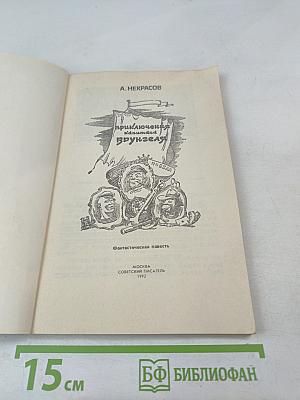 А. НЕКРАСОВ
ПРИКЛЮЧЕНИЯ
КАПИТАНА
ВРУНГЕЛЯ
Фантастическая повесть
МОСКВА
СОВЕТСКИЙ ПИСАТЕЛЬ
1992
15 см
БФ БИБЛИОФАН